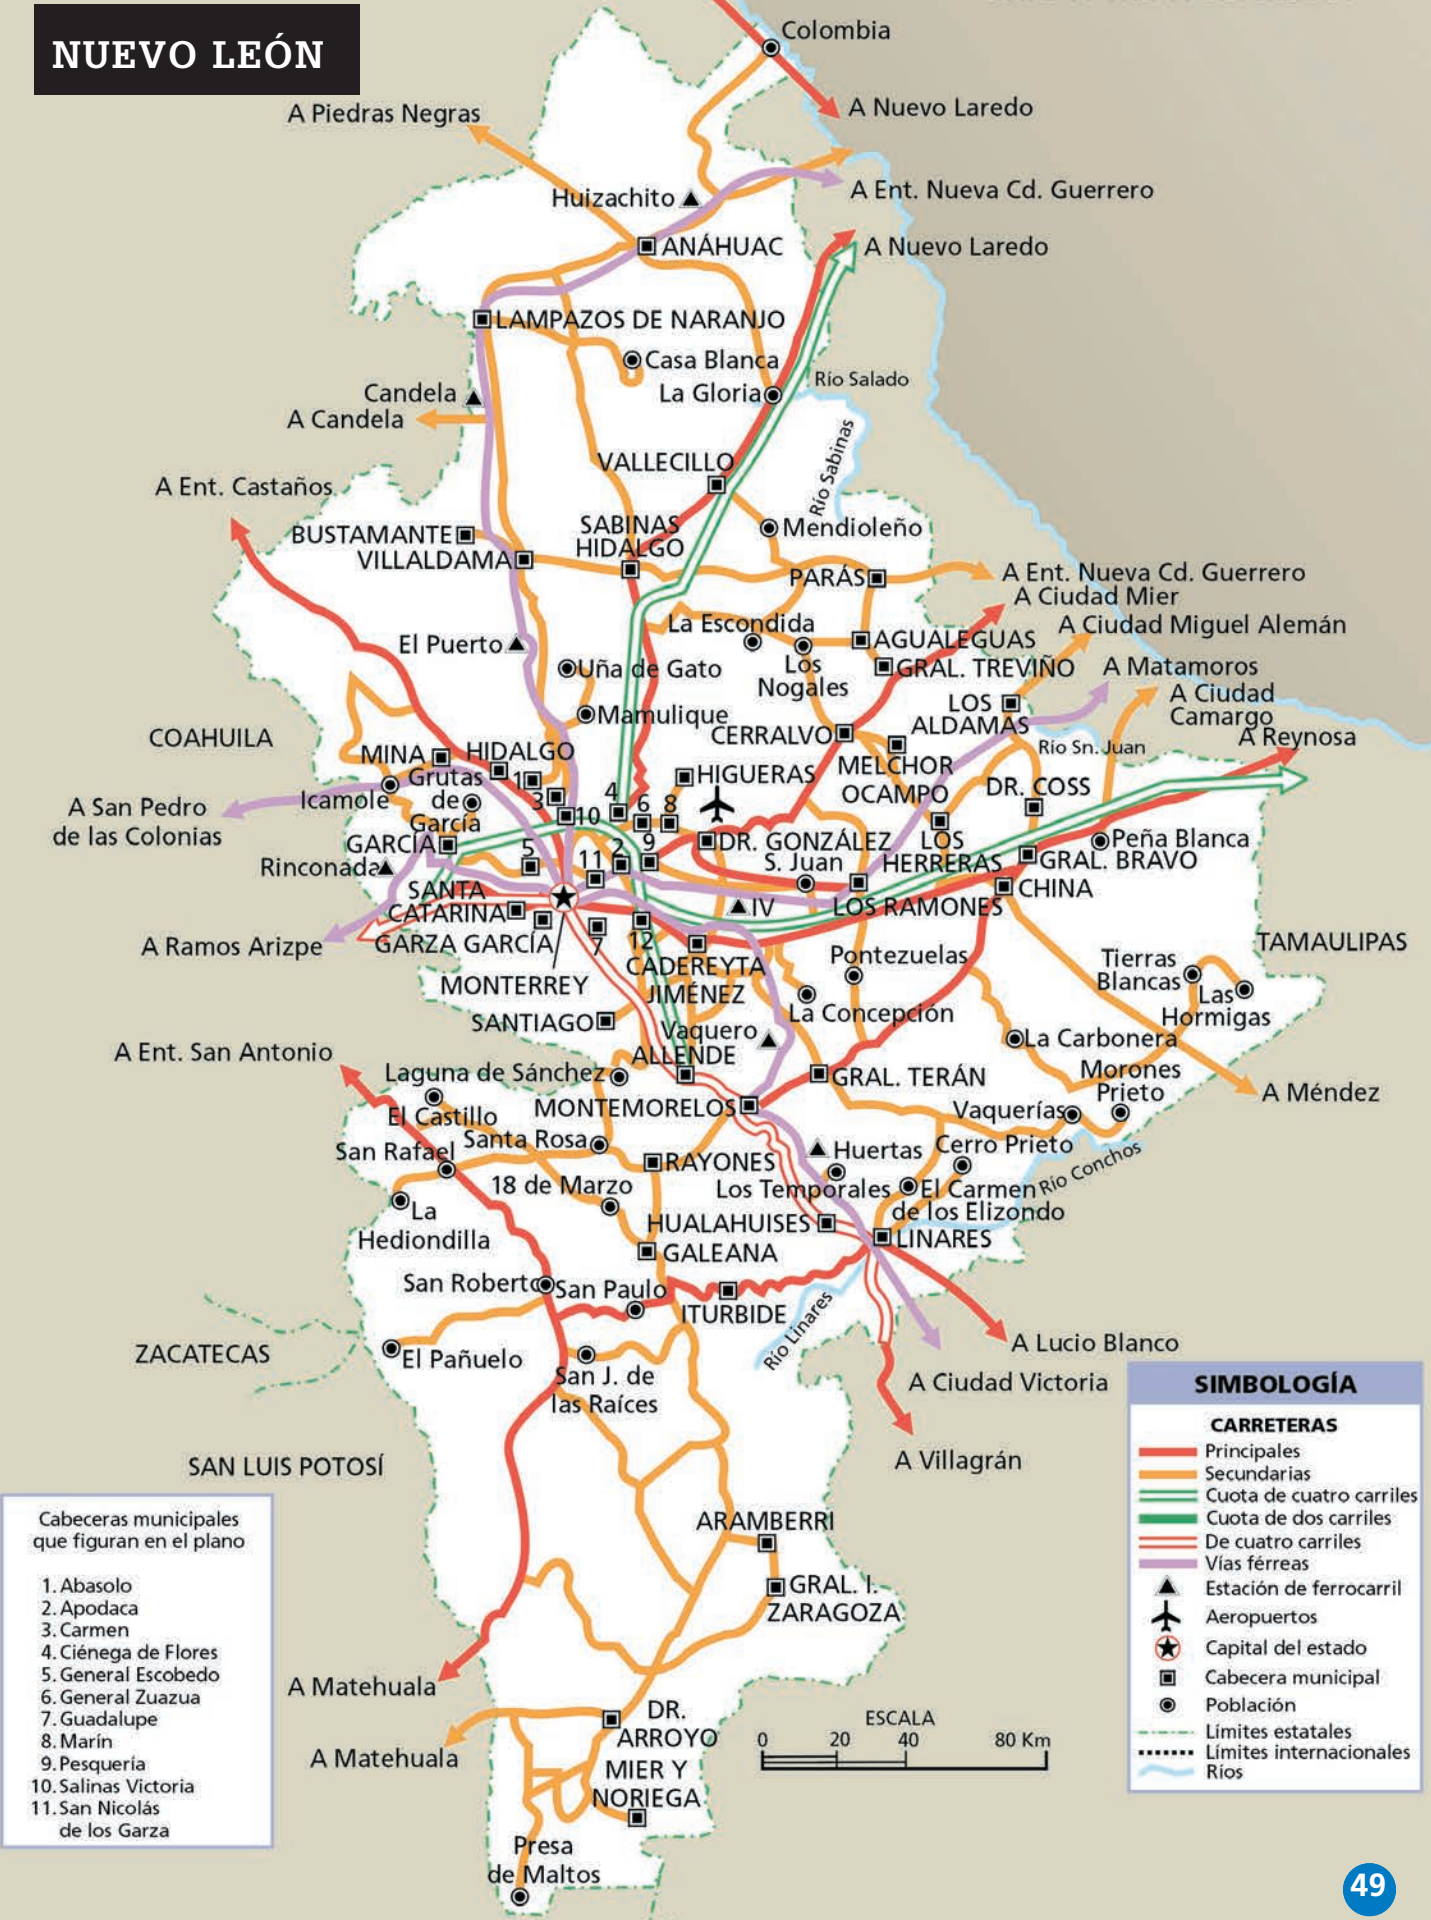 NUEVO LEÓN
Colombia
A Nuevo Laredo
A Piedras Negras
Huizachito
A Ent. Nueva Cd. Guerrero
ANÁHUAC
A Nuevo Laredo
LAMPAZOS DE NARANJO
Casa Blanca
La Gloria
Río Salado
Candela
A Candela
Río Sabinas
VALLECILLO
A Ent. Castaños
BUSTAMANTE
VILLALDAMA
SABINAS
HIDALGO
Mendioleño
PARÁS
A Ent. Nueva Cd. Guerrero
A Ciudad Mier
A Ciudad Miguel Alemán
La Escondida
AGUALEGUAS
El Puerto
Uña de Gato
Los
Nogales
GRAL. TREVIÑO
A Matamoros
A Ciudad
Camargo
LOS
ALDAMAS
Mamulique
CERRALVO
A Reynosa
Río Sn. Juan
COAHUILA
MINA
HIDALGO
HIGUERAS
MELCHOR
OCAMPO
DR. COSS
Grutas
de
García
Icamole
1
3
10
4
6
8
A San Pedro
de las Colonias
GARCÍA
5
11
2
9
DR. GONZÁLEZ
LOS
HERRERAS
Peña Blanca
GRAL. BRAVO
Rinconada
S. Juan
CHINA
SANTA
CATARINA
IV
LOS RAMONES
A Ramos Arizpe
GARZA GARCÍA
7
12
CADEREYTA
JIMÉNEZ
Pontezuelas
Tierras
Blancas
TAMAULIPAS
MONTERREY
Las
Hormigas
La Concepción
SANTIAGO
Vaquero
La Carbonera
A Ent. San Antonio
ALLENDE
Laguna de Sánchez
GRAL. TERÁN
Morones
Prieto
A Méndez
El Castillo
MONTEMORELOS
Vaquerías
San Rafael
Santa Rosa
Huertas
Cerro Prieto
RAYONES
Río Conchos
18 de Marzo
Los Temporales
El Carmen
de los Elizondo
La
Hediondilla
HUALAHUISES
LINARES
GALEANA
San Roberto
San Paulo
ITURBIDE
Río Linares
ZACATECAS
El Pañuelo
San J. de
las Raíces
A Lucio Blanco
A Ciudad Victoria
A Villagrán
SAN LUIS POTOSÍ
ARAMBERRI
GRAL. I.
ZARAGOZA
A Matehuala
DR.
ARROYO
A Matehuala
MIER Y
NORIEGA
Presa
de Maltos
Cabeceras municipales
que figuran en el plano
1. Abasolo
2. Apodaca
3. Carmen
4. Ciénega de Flores
5. General Escobedo
6. General Zuazua
7. Guadalupe
8. Marín
9. Pesquería
10. Salinas Victoria
11. San Nicolás
de los Garza
ESCALA
0 20 40 80 Km
SIMBOLOGÍA
CARRETERAS
Principales
Secundarias
Cuota de cuatro carriles
Cuota de dos carriles
De cuatro carriles
Vías férreas
Estación de ferrocarril
Aeropuertos
Capital del estado
Cabecera municipal
Población
Límites estatales
Límites internacionales
Ríos
49